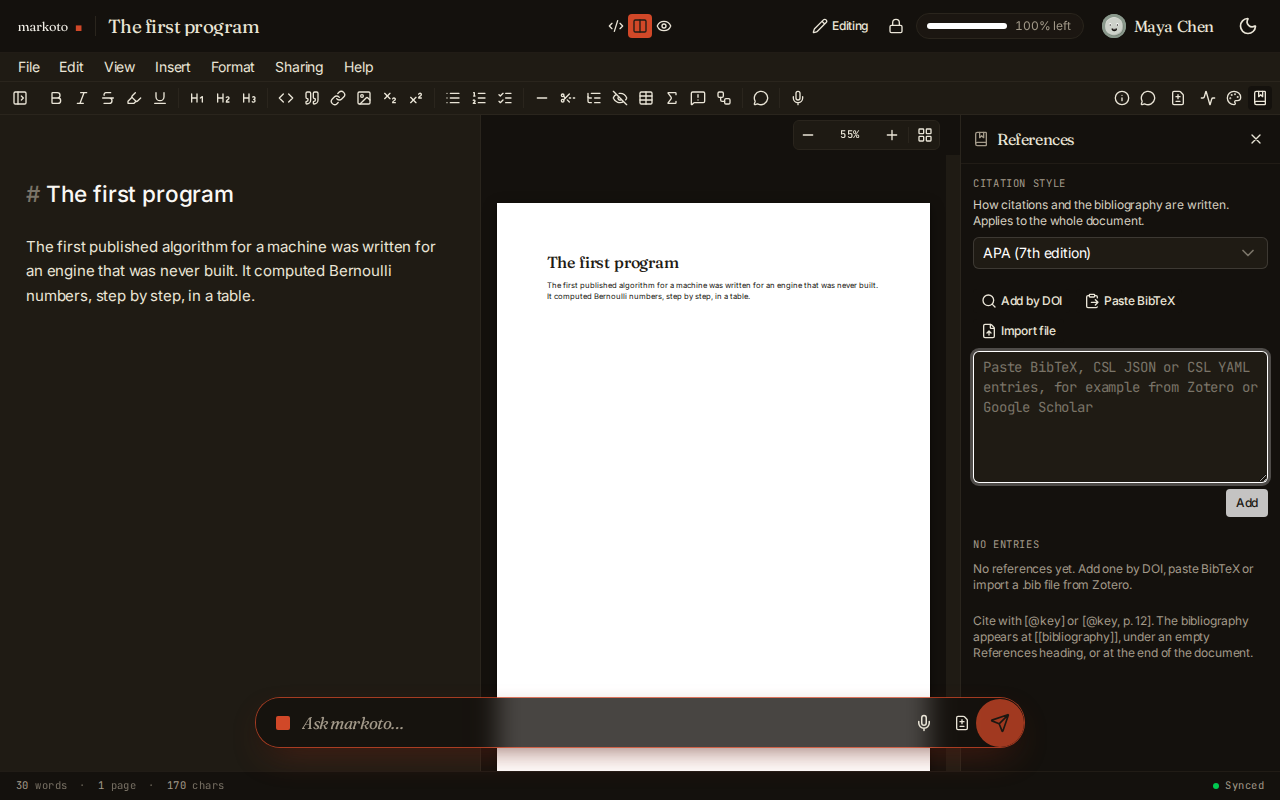 markoto
The first program
Editing
100% left
Maya Chen
File Edit View Insert Format Sharing Help
H1 H2 H3
X2 x2
55%
# The first program
The first published algorithm for a machine was written for
an engine that was never built. It computed Bernoulli
numbers, step by step, in a table.
The first program
The first published algorithm for a machine was written for an engine that was never built.
It computed Bernoulli numbers, step by step, in a table.
References
CITATION STYLE
How citations and the bibliography are written.
Applies to the whole document.
APA (7th edition)
Add by DOI Paste BibTeX
Import file
Paste BibTeX, CSL JSON or CSL YAML
entries, for example from Zotero or
Google Scholar
Add
NO ENTRIES
No references yet. Add one by DOI, paste BibTeX or
import a .bib file from Zotero.
Cite with [@key] or [@key, p. 12]. The bibliography
appears at [[bibliography]], under an empty
References heading, or at the end of the document.
Ask markoto...
30 words · 1 page · 170 chars
Synced